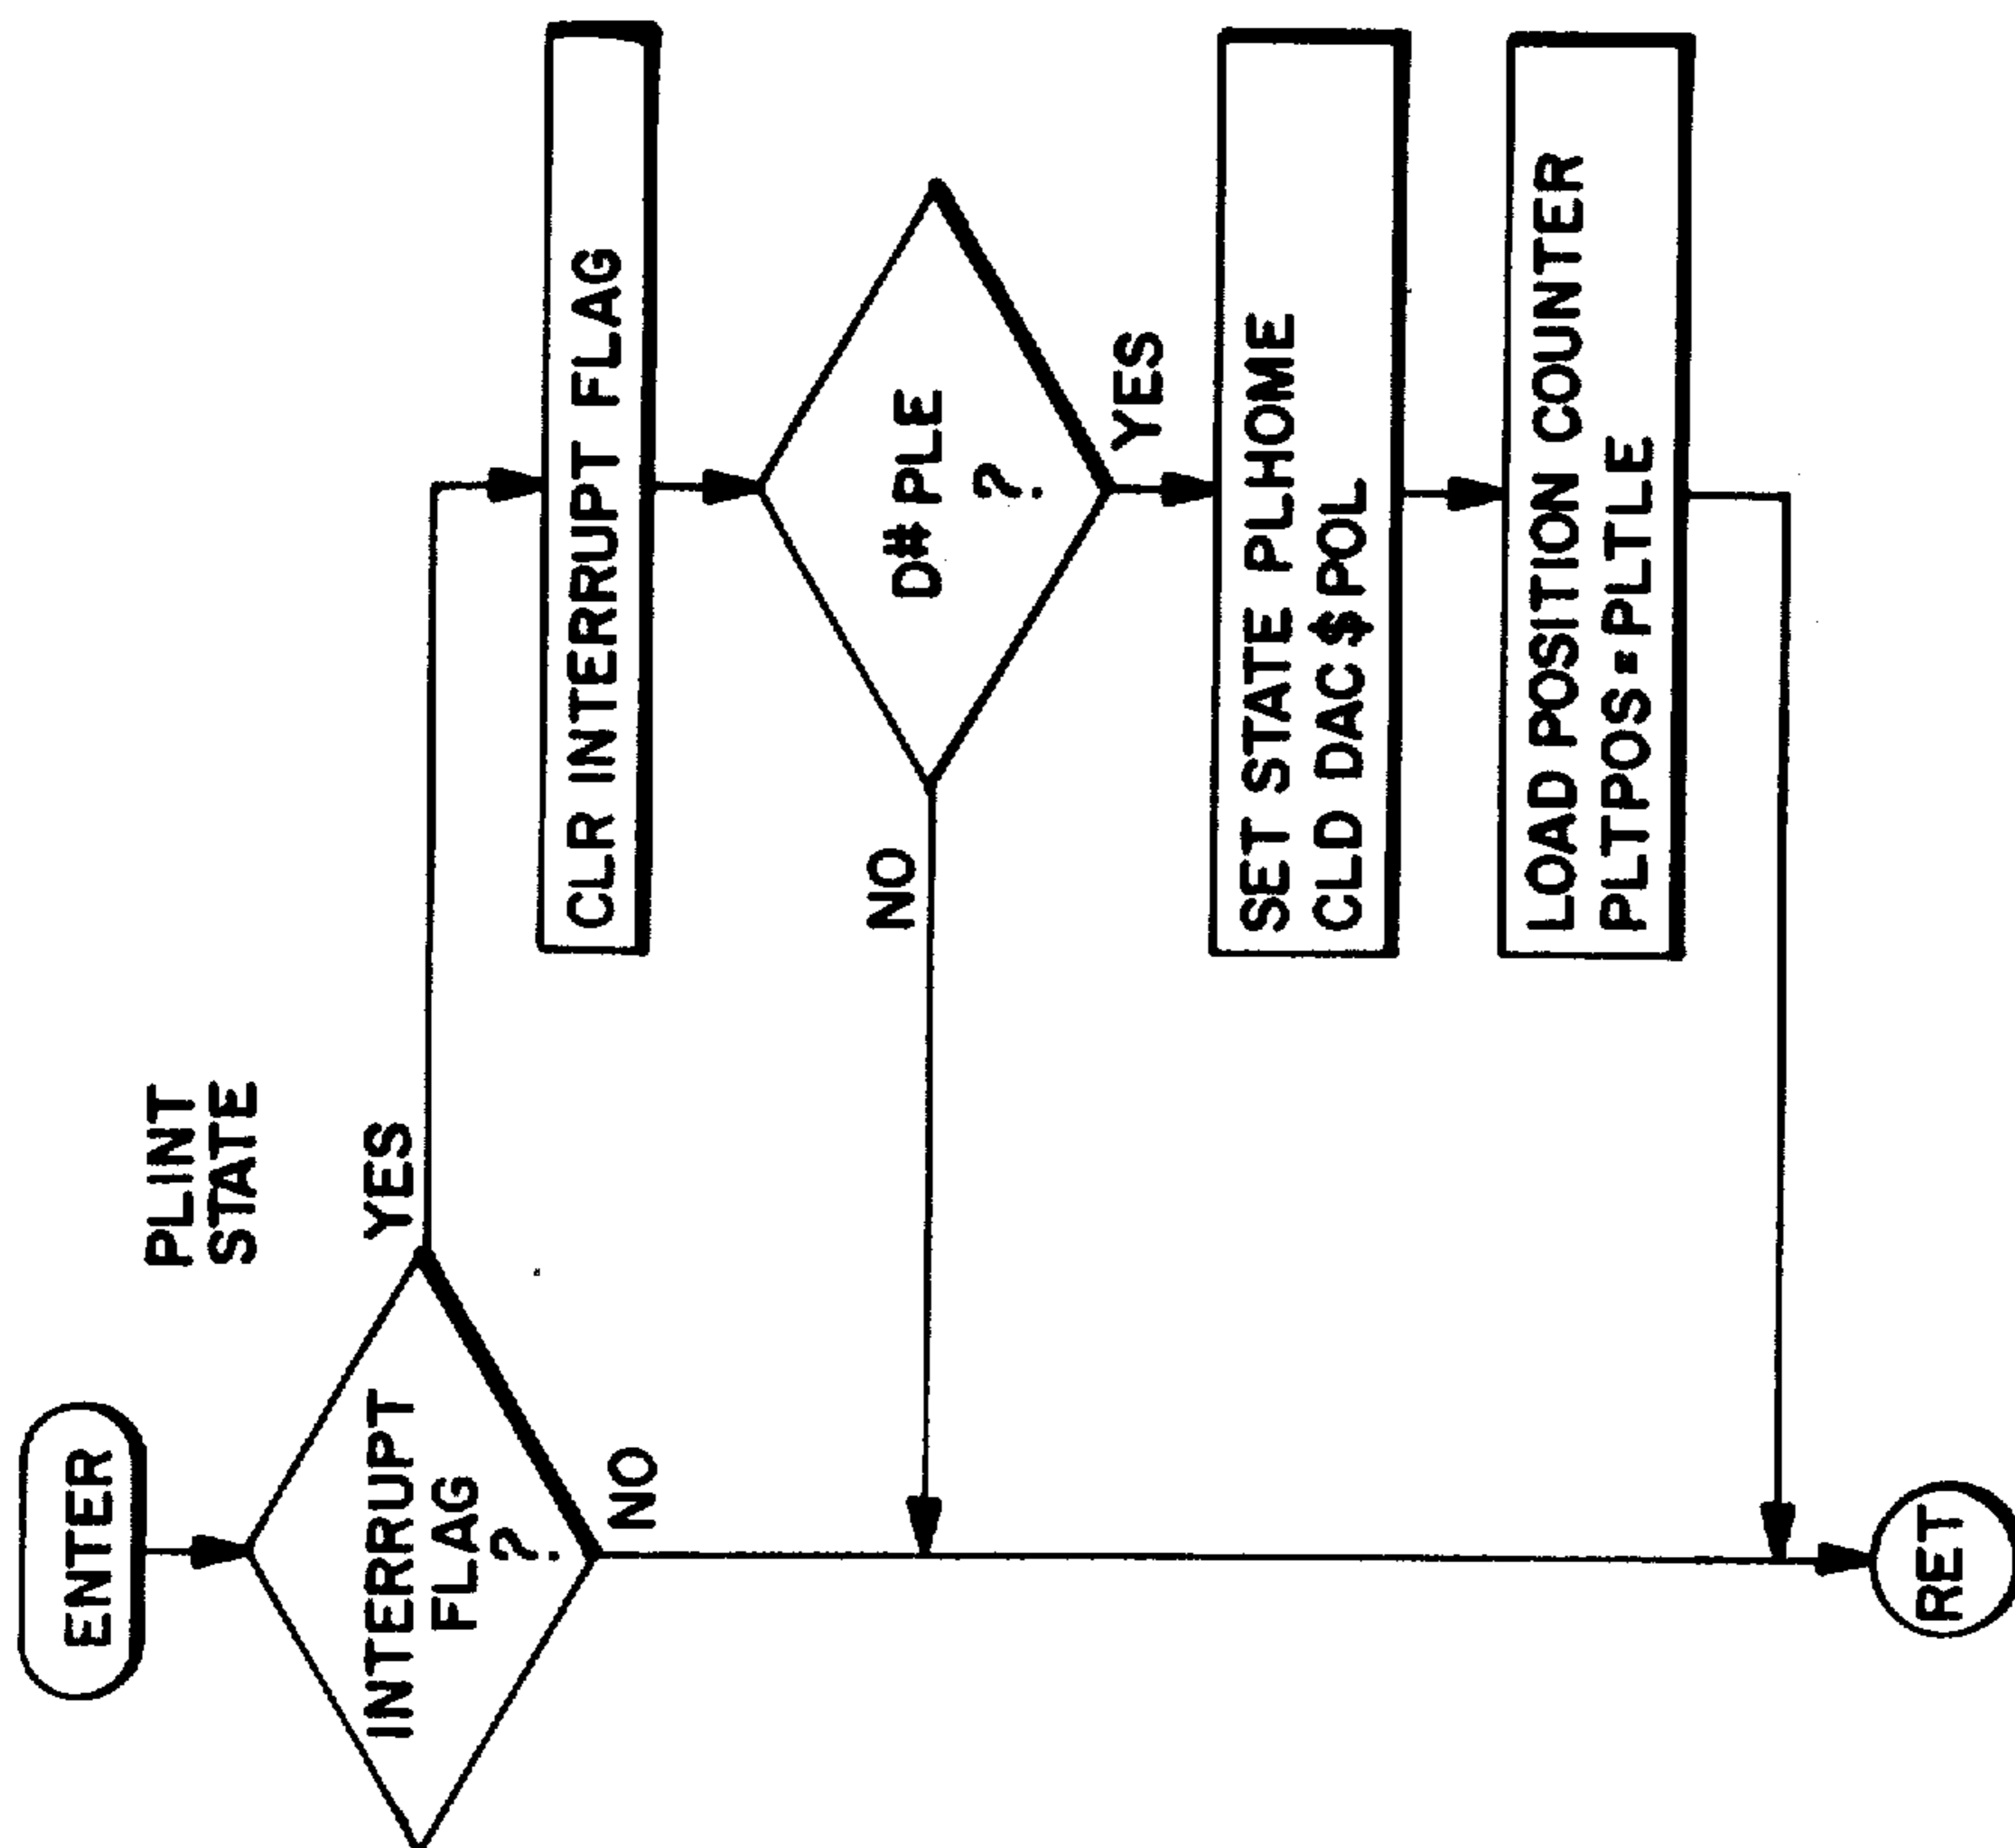 ENTER
PLINT
STATE
INTERRUPT
FLAG
?
YES
NO
CLR INTERRUPT FLAG
D# PLE
?
NO
YES
SET STATE PLHOME
CLD DAC $ POL
LOAD POSITION COUNTER
PLTPOS = PLTLE
RET